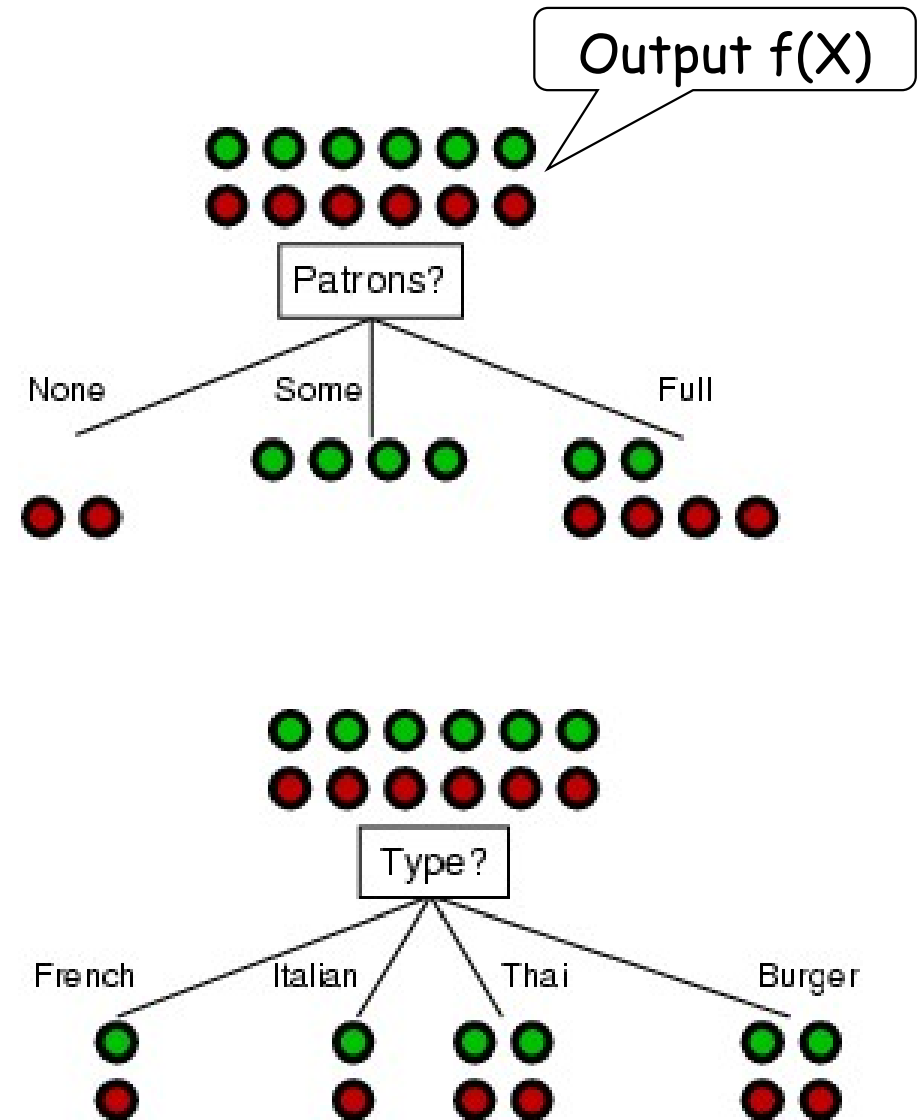 Output f(X)
Patrons?
None Some Full
Type?
French Italian Thai Burger